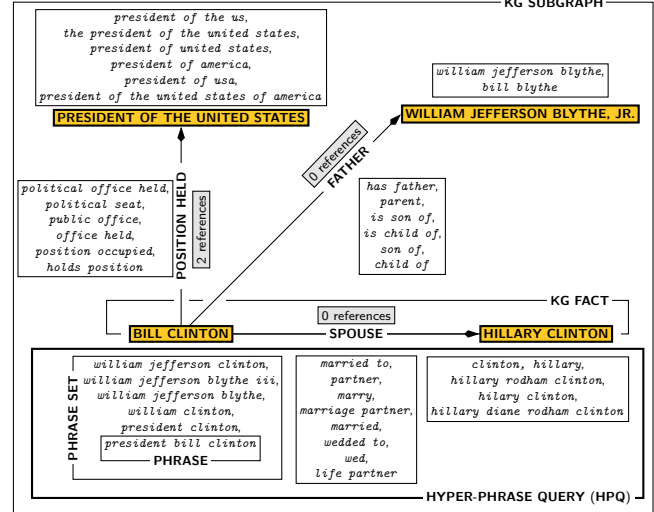 KG SUBGRAPH
president of the us,
the president of the united states,
president of united states,
president of america,
president of usa,
president of the united states of america
PRESIDENT OF THE UNITED STATES
william jefferson blythe,
bill blythe
WILLIAM JEFFERSON BLYTHE, JR.
0 references
FATHER
political office held,
political seat,
public office,
office held,
position occupied,
holds position
POSITION HELD
2 references
has father,
parent,
is son of,
is child of,
son of,
child of
KG FACT
0 references
BILL CLINTON
SPOUSE
HILLARY CLINTON
PHRASE SET
william jefferson clinton,
william jefferson blythe iii,
william jefferson blythe,
william clinton,
president clinton,
president bill clinton
PHRASE
married to,
partner,
marry,
marriage partner,
married,
wedded to,
wed,
life partner
clinton, hillary,
hillary rodham clinton,
hilary clinton,
hillary diane rodham clinton
HYPER-PHRASE QUERY (HPQ)